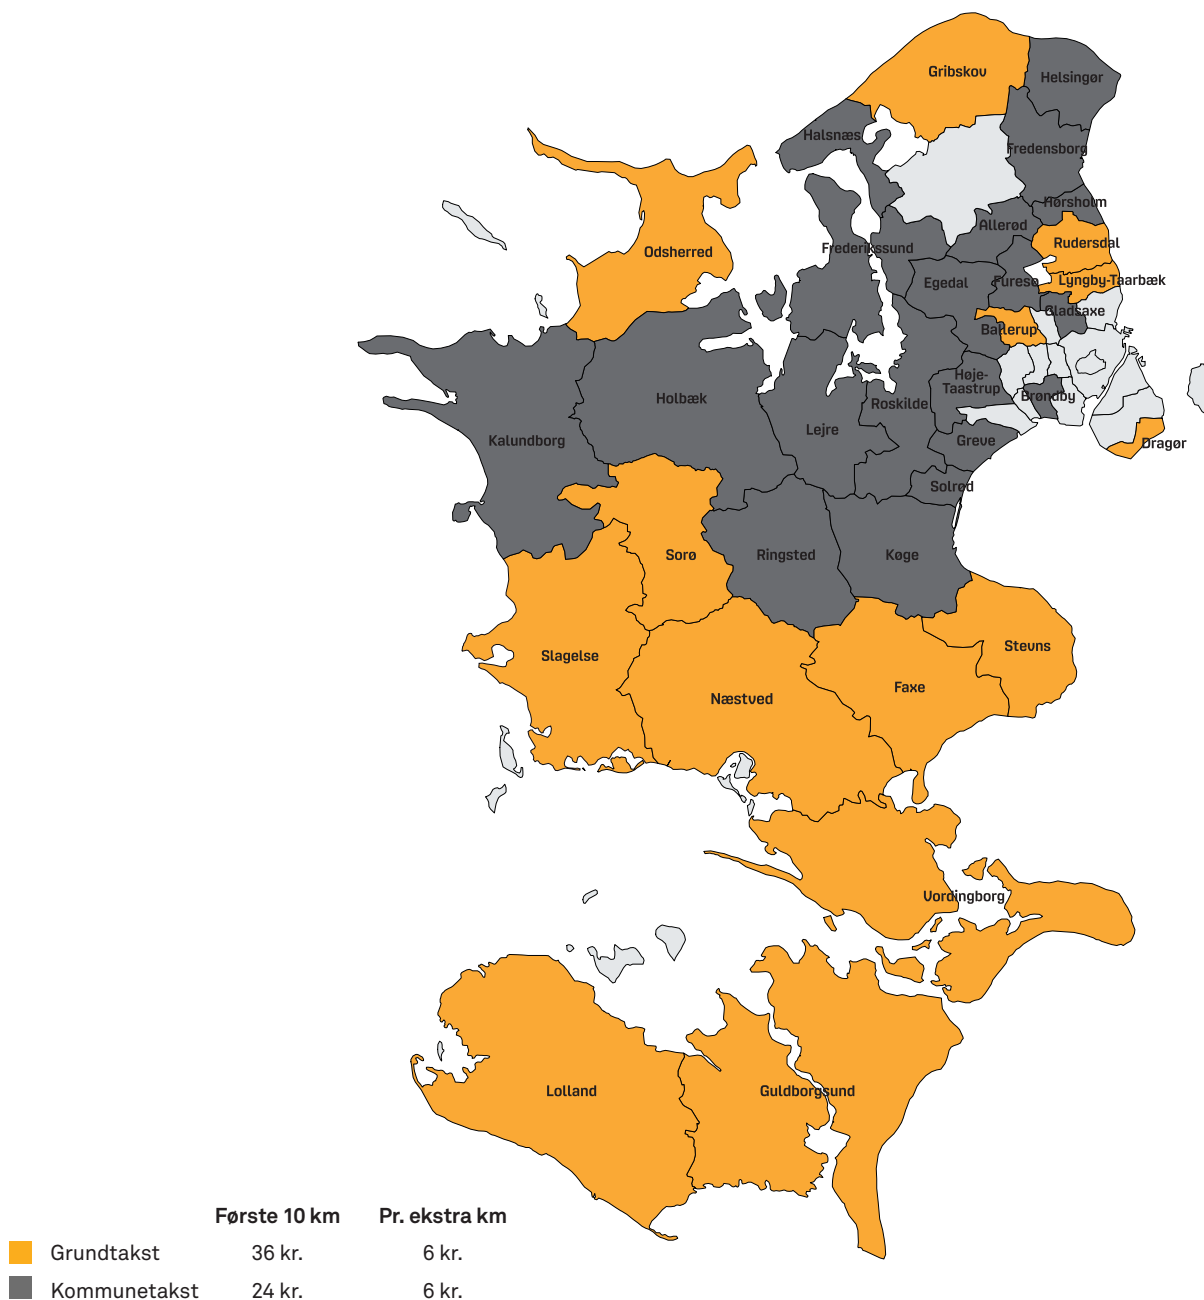 Gribskov
Helsingør
Halsnæs
Fredensborg
Hørsholm
Allerød
Rudersdal
Frederikssund
Odsherred
Egedal
Furesø
Lyngby-Taarbæk
Gladsaxe
Ballerup
Høje-
Taastrup
Brøndby
Holbæk
Roskilde
Lejre
Kalundborg
Greve
Dragør
Solrød
Sorø
Ringsted
Køge
Stevns
Slagelse
Faxe
Næstved
Vordingborg
Lolland
Guldborgsund
Første 10 km Pr. ekstra km
Grundtakst 36 kr. 6 kr.
Kommunetakst 24 kr. 6 kr.